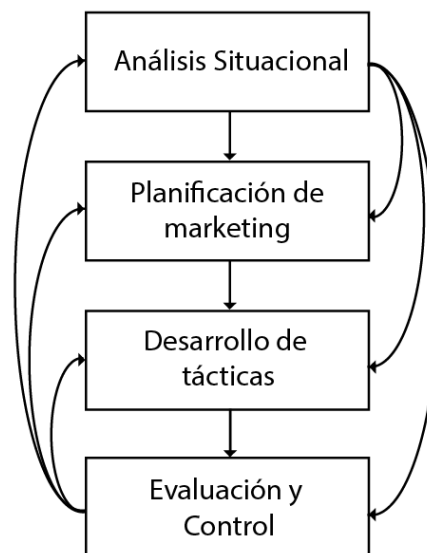 Análisis Situacional
Planificación de
marketing
Desarrollo de
tácticas
Evaluación y
Control